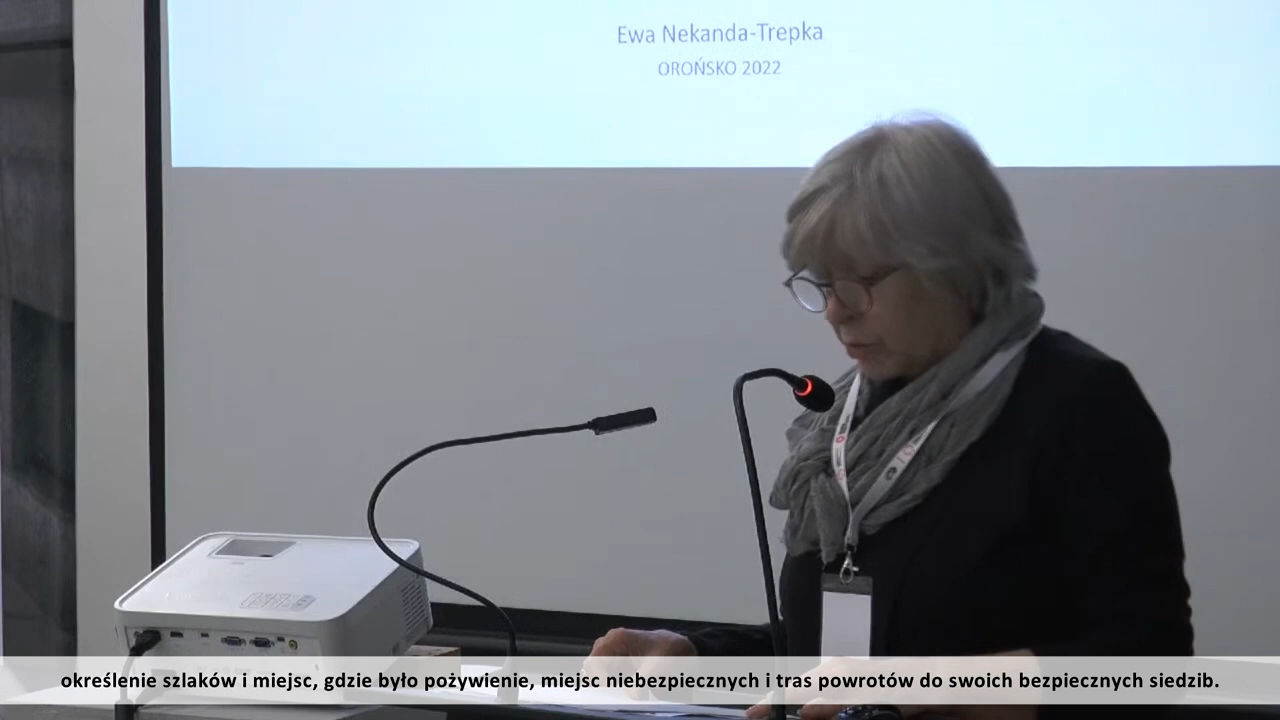 Ewa Nekanda-Trepka
OROŃSKO 2022
określenie szlaków i miejsc, gdzie było pożywienie, miejsc niebezpiecznych i tras powrotów do swoich bezpiecznych siedzib.